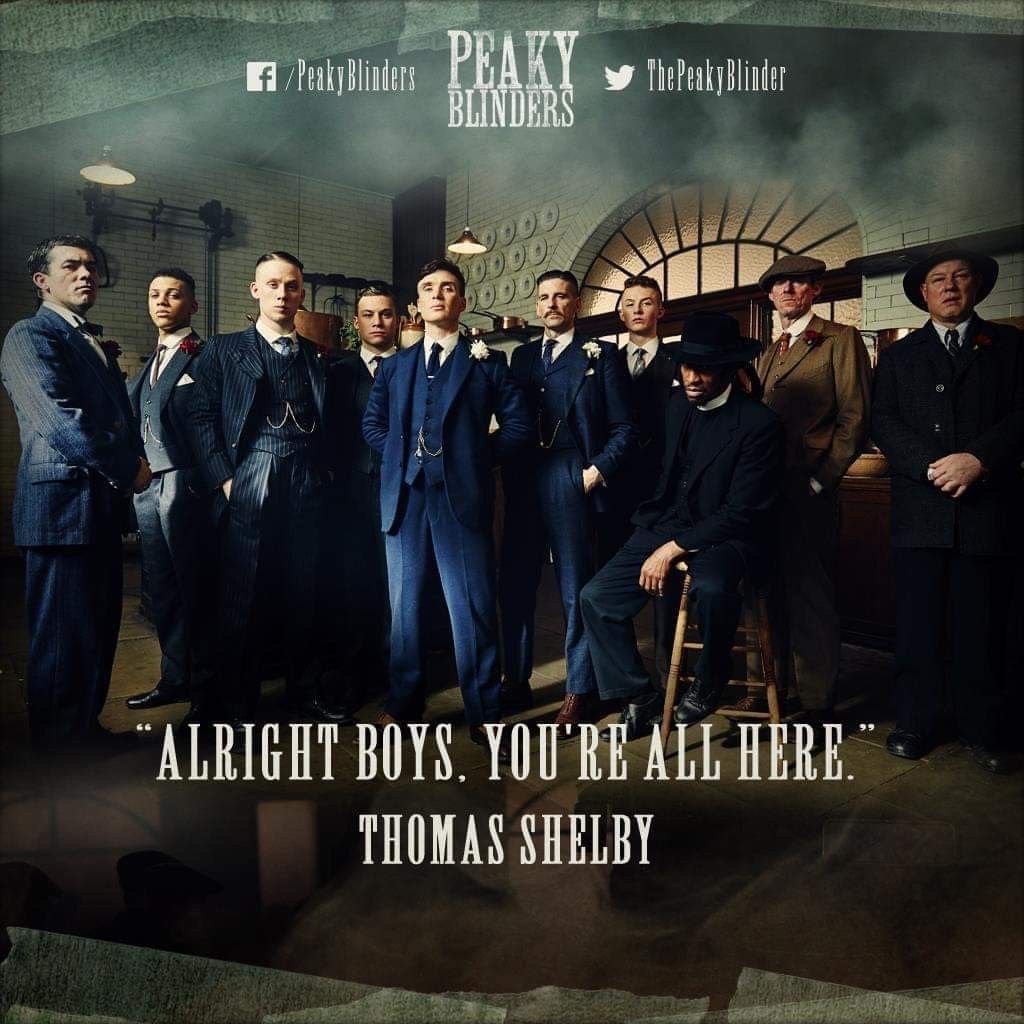 /PeakyBlinders
PEAKY
BLINDERS
ThePeakyBlinder
"ALRIGHT BOYS, YOU'RE ALL HERE."
THOMAS SHELBY